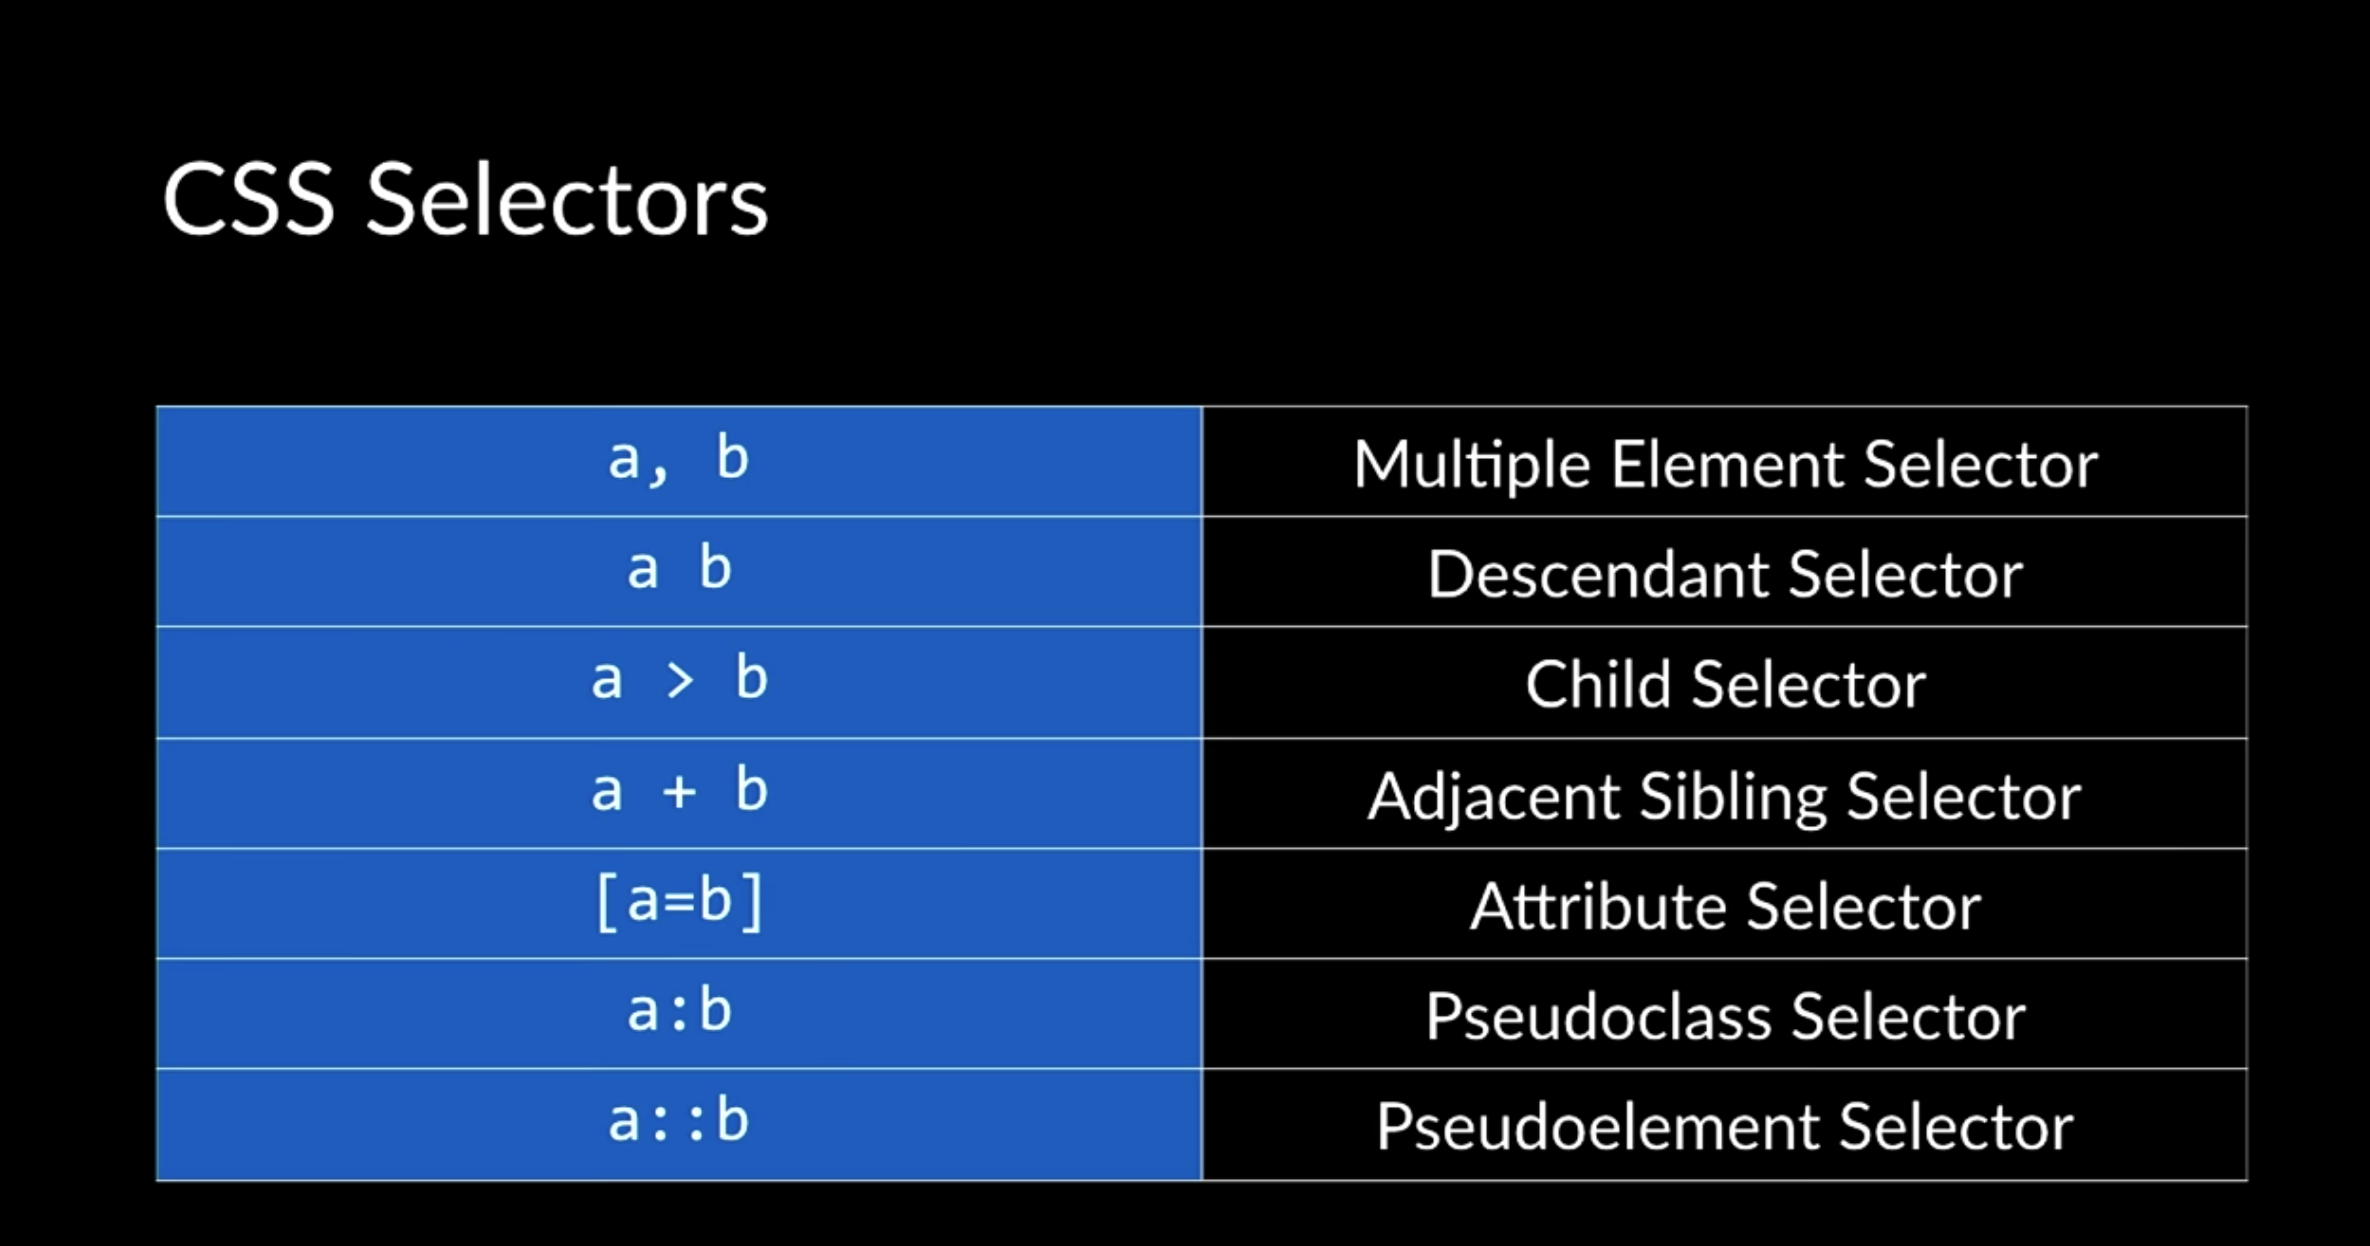 CSS Selectors
a, b Multiple Element Selector
a b Descendant Selector
a > b Child Selector
a + b Adjacent Sibling Selector
[a=b] Attribute Selector
a:b Pseudoclass Selector
a::b Pseudoelement Selector